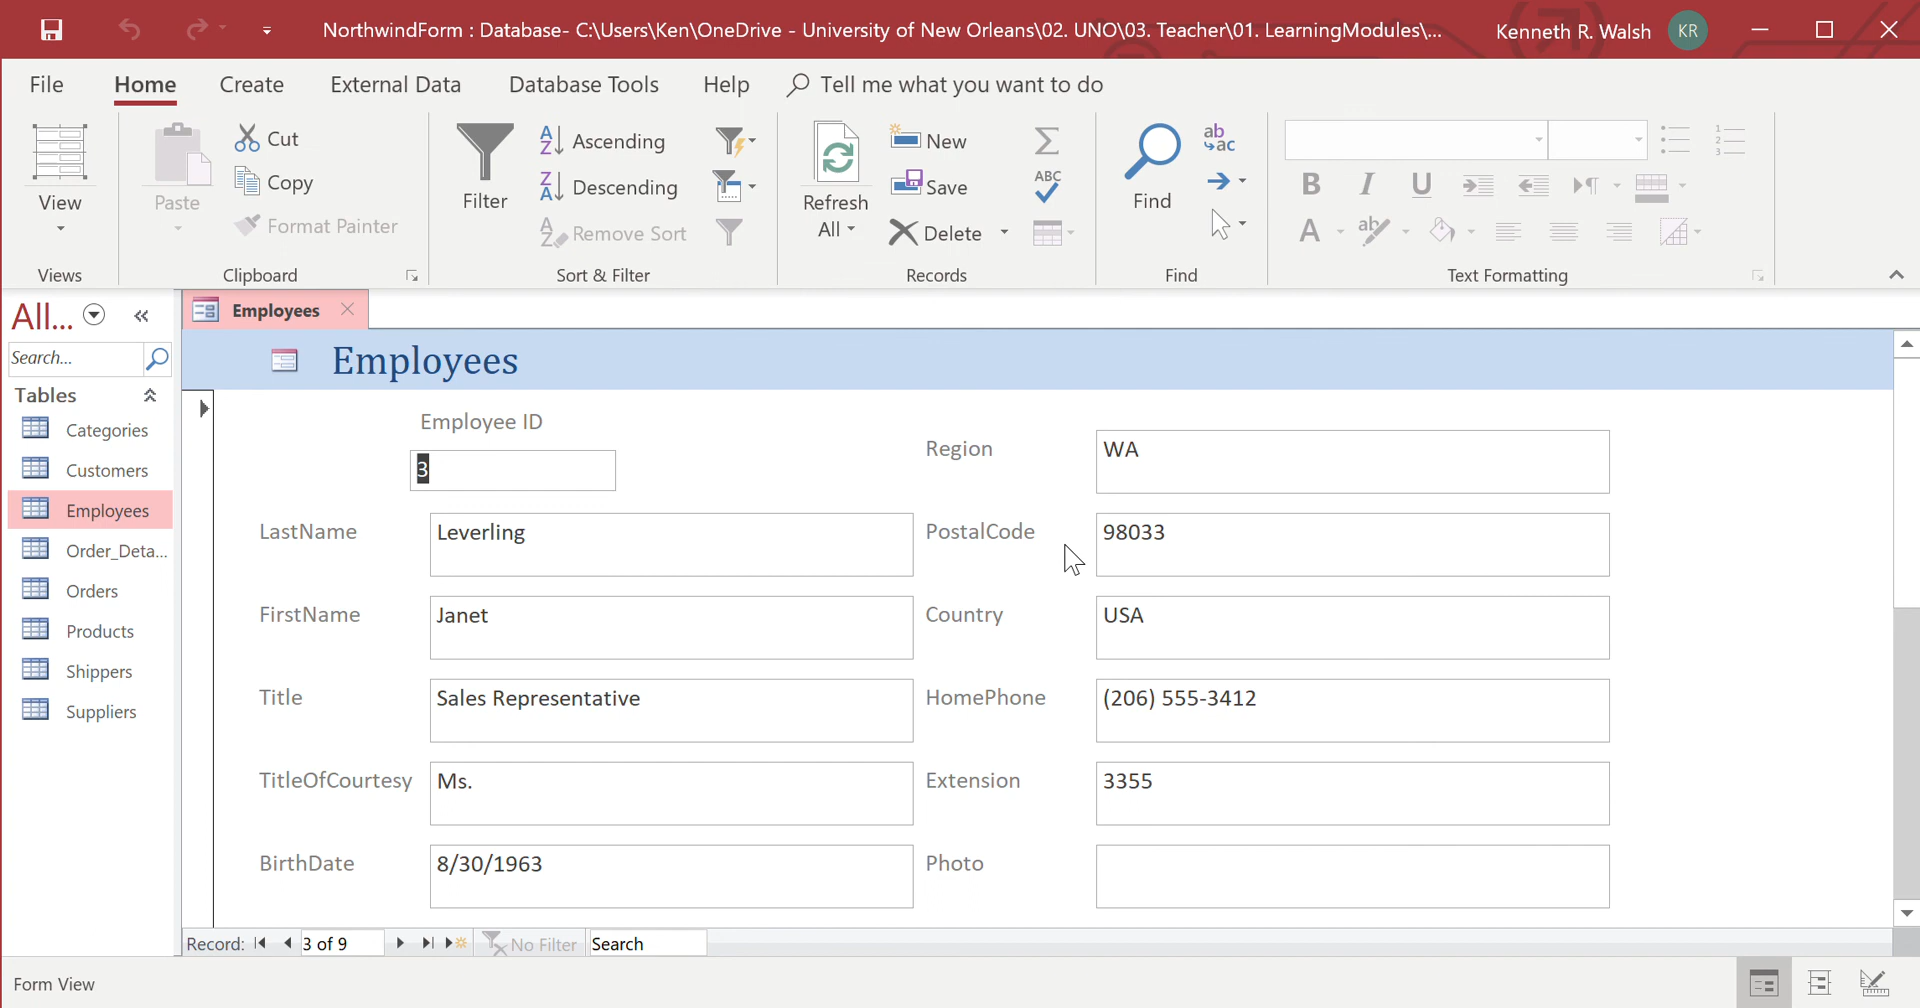 NorthwindForm : Database- C:\Users\Ken\OneDrive - University of New Orleans\02. UNO\03. Teacher\01. LearningModules\...
Kenneth R. Walsh
KR
File
Home
Create
External Data
Database Tools
Help
Tell me what you want to do
View
Views
Paste
Cut
Copy
Format Painter
Clipboard
Filter
Ascending
Descending
Remove Sort
Sort & Filter
Refresh
All
New
Save
Delete
ABC
Records
Find
ab
ac
Find
B I U
A ab
Text Formatting
All...
Search...
Tables
Categories
Customers
Employees
Order_Deta...
Orders
Products
Shippers
Suppliers
Employees
Employees
Employee ID
3
LastName
Leverling
FirstName
Janet
Title
Sales Representative
TitleOfCourtesy
Ms.
BirthDate
8/30/1963
Region
WA
PostalCode
98033
Country
USA
HomePhone
(206) 555-3412
Extension
3355
Photo
Record:
3 of 9
No Filter
Search
Form View